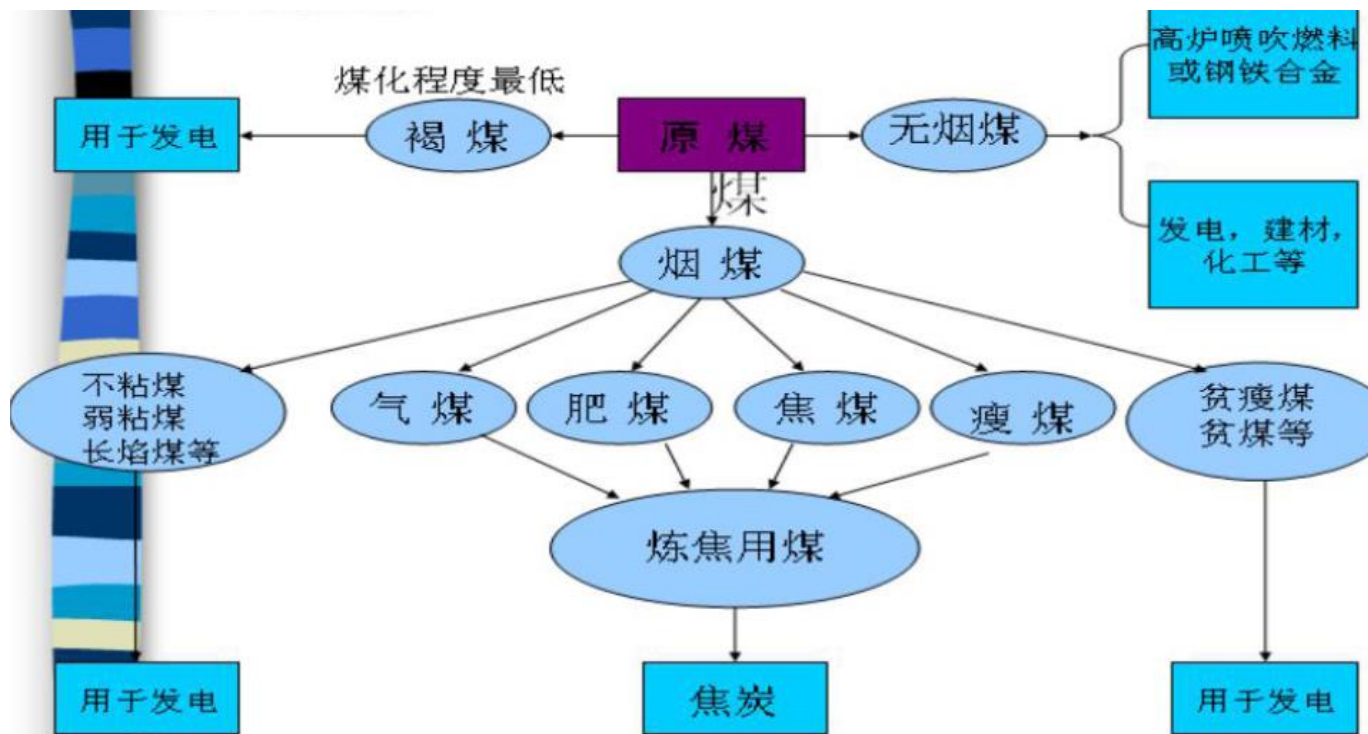 高炉喷吹燃料
或钢铁合金
煤化程度最低
用于发电
褐 煤
原 煤
无烟煤
煤
发电，建材，
化工等
烟 煤
不粘煤
弱粘煤
长焰煤等
气 煤
肥 煤
焦 煤
瘦 煤
贫瘦煤
贫煤等
炼焦用煤
用于发电
焦炭
用于发电